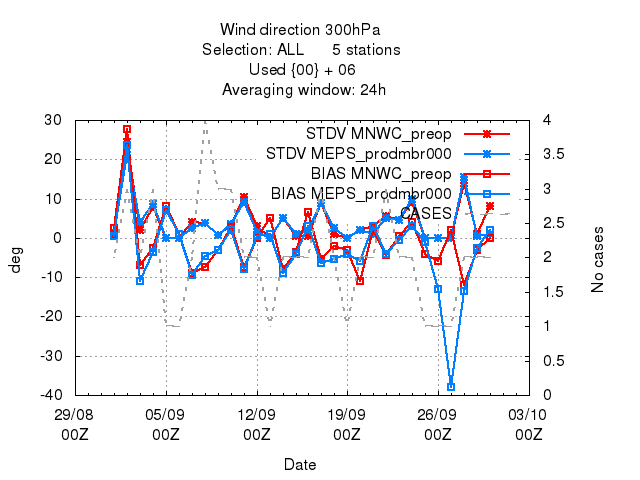 Wind direction 300hPa
Selection: ALL 5 stations
Used {00} + 06
Averaging window: 24h
30
20
10
0
-10
-20
-30
-40
deg
STDV MNWC_preop
STDV MEPS_prodmbr000
BIAS MNWC_preop
BIAS MEPS_prodmbr000
CASES
4
3.5
3
2.5
2
1.5
1
0.5
0
No cases
29/08 05/09 12/09 19/09 26/09 03/10
00Z 00Z 00Z 00Z 00Z 00Z
Date